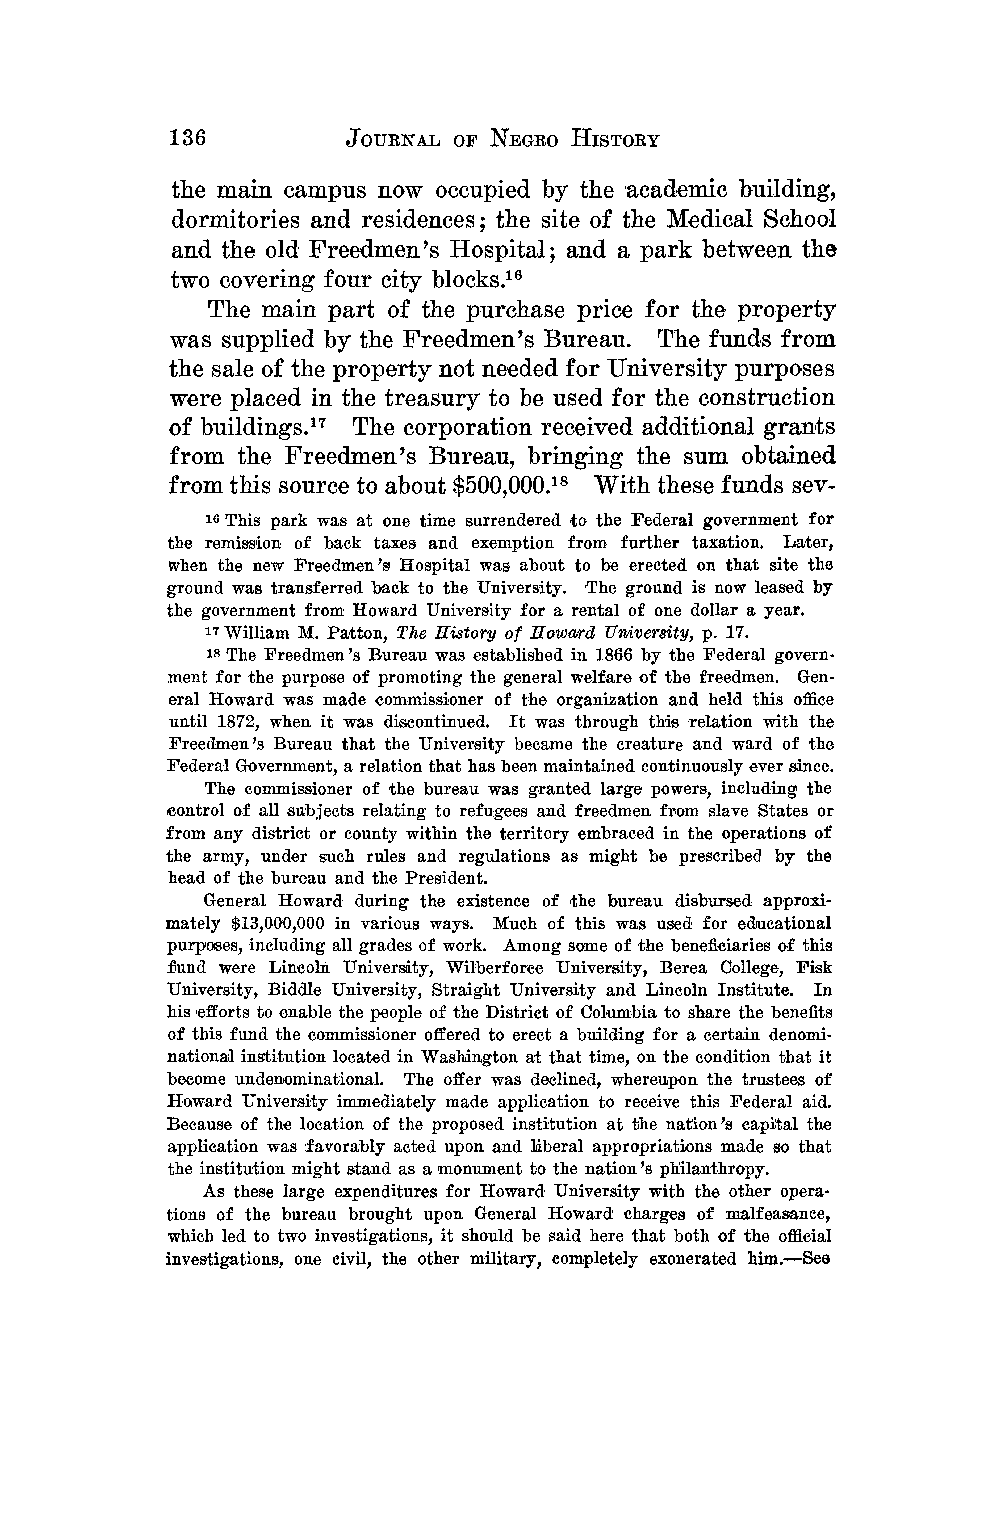 136 JOURNAL OF NEGRO HISTORY
the main campus now occupied by the academic building,
dormitories and residences; the site of the Medical School
and the old Freedmen's Hospital; and a park between the
two covering four city blocks.¹⁶
The main part of the purchase price for the property
was supplied by the Freedmen's Bureau. The funds from
the sale of the property not needed for University purposes
were placed in the treasury to be used for the construction
of buildings.¹⁷ The corporation received additional grants
from the Freedmen's Bureau, bringing the sum obtained
from this source to about $500,000.¹⁸ With these funds sev-
¹⁶ This park was at one time surrendered to the Federal government for
the remission of back taxes and exemption from further taxation. Later,
when the new Freedmen's Hospital was about to be erected on that site the
ground was transferred back to the University. The ground is now leased by
the government from Howard University for a rental of one dollar a year.
¹⁷ William M. Patton, The History of Howard University, p. 17.
¹⁸ The Freedmen's Bureau was established in 1866 by the Federal govern-
ment for the purpose of promoting the general welfare of the freedmen. Gen-
eral Howard was made commissioner of the organization and held this office
until 1872, when it was discontinued. It was through this relation with the
Freedmen's Bureau that the University became the creature and ward of the
Federal Government, a relation that has been maintained continuously ever since.
The commissioner of the bureau was granted large powers, including the
control of all subjects relating to refugees and freedmen from slave States or
from any district or county within the territory embraced in the operations of
the army, under such rules and regulations as might be prescribed by the
head of the bureau and the President.
General Howard during the existence of the bureau disbursed approxi-
mately $13,000,000 in various ways. Much of this was used for educational
purposes, including all grades of work. Among some of the beneficiaries of this
fund were Lincoln University, Wilberforce University, Berea College, Fisk
University, Biddle University, Straight University and Lincoln Institute. In
his efforts to enable the people of the District of Columbia to share the benefits
of this fund the commissioner offered to erect a building for a certain denomi-
national institution located in Washington at that time, on the condition that it
become undenominational. The offer was declined, whereupon the trustees of
Howard University immediately made application to receive this Federal aid.
Because of the location of the proposed institution at the nation's capital the
application was favorably acted upon and liberal appropriations made so that
the institution might stand as a monument to the nation's philanthropy.
As these large expenditures for Howard University with the other opera-
tions of the bureau brought upon General Howard charges of malfeasance,
which led to two investigations, it should be said here that both of the official
investigations, one civil, the other military, completely exonerated him.—See